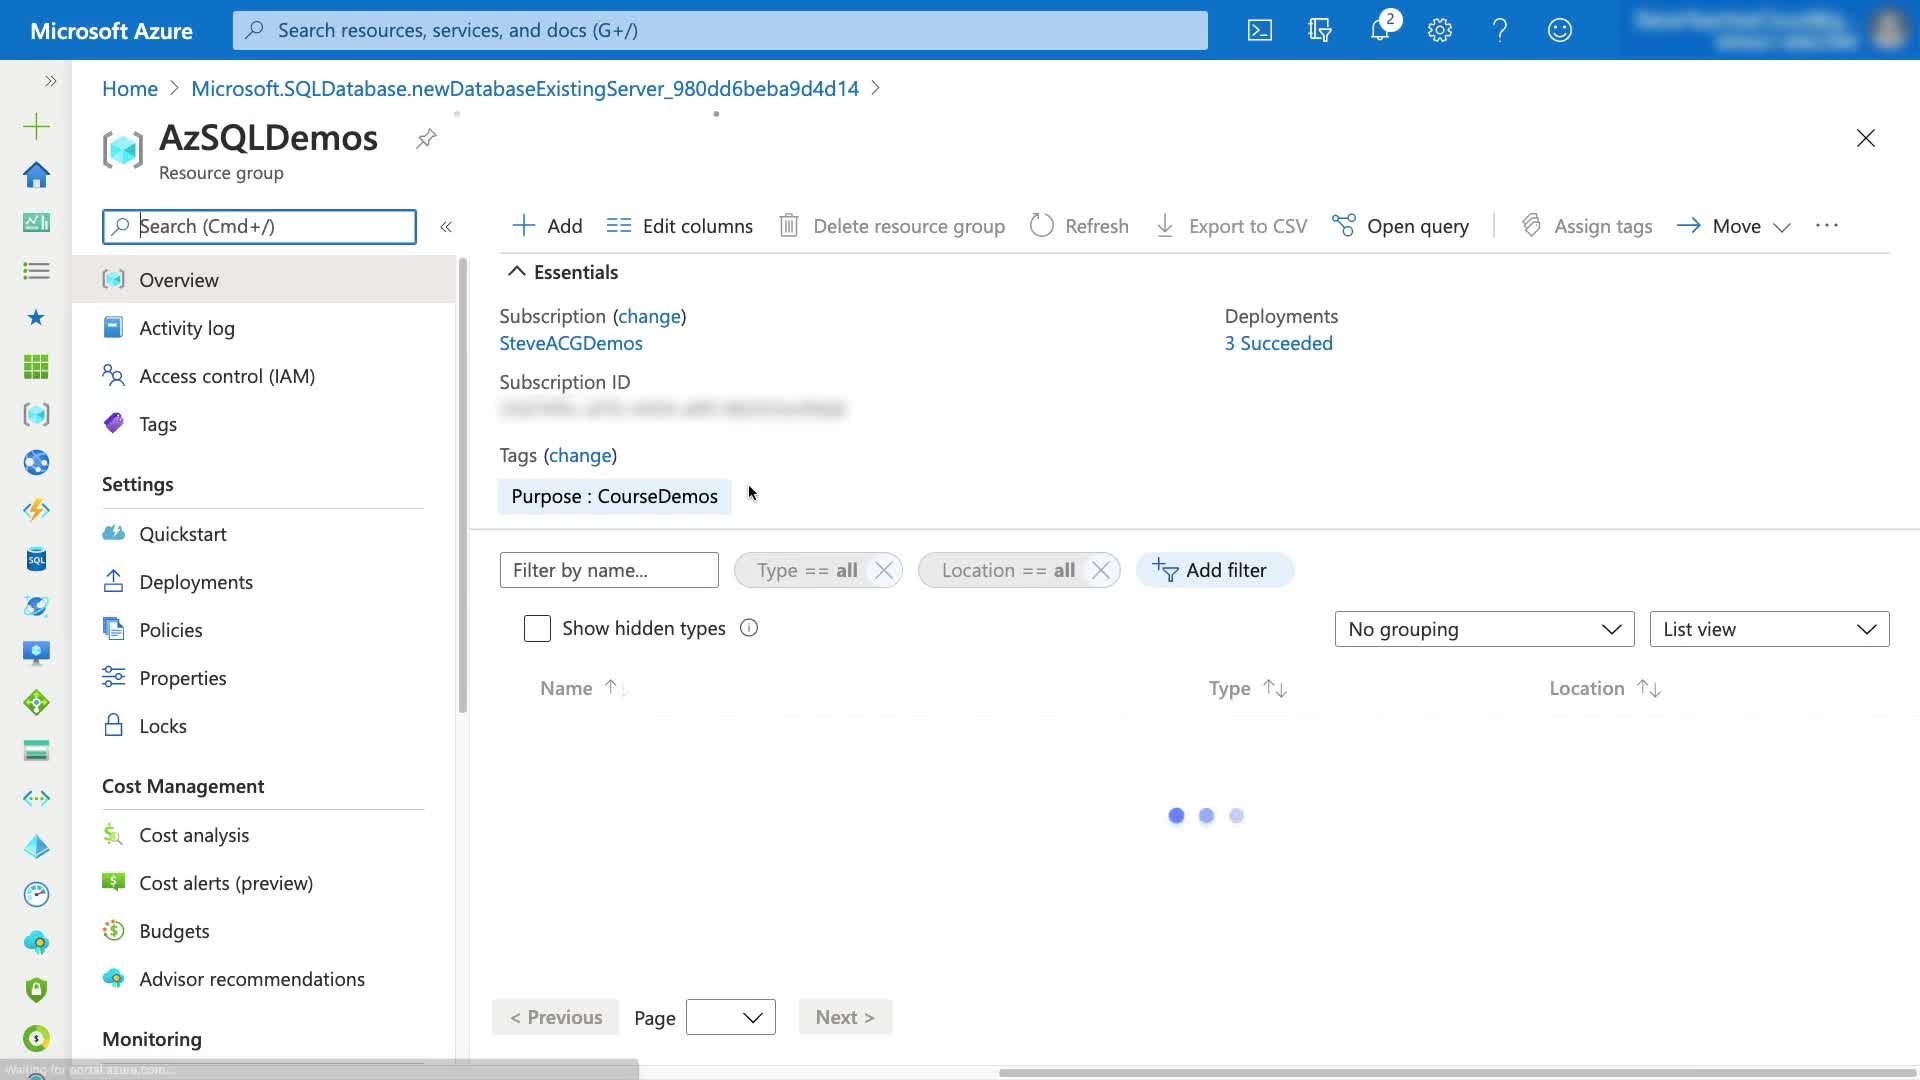 Microsoft Azure
Search resources, services, and docs (G+/)
2
Home > Microsoft.SQLDatabase.newDatabaseExistingServer_980dd6beba9d4d14 >
AzSQLDemos
Resource group
Search (Cmd+/)
Add
Edit columns
Delete resource group
Refresh
Export to CSV
Open query
Assign tags
Move
Overview
Activity log
Access control (IAM)
Tags
Settings
Quickstart
Deployments
Policies
Properties
Locks
Cost Management
Cost analysis
Cost alerts (preview)
Budgets
Advisor recommendations
Monitoring
Essentials
Subscription (change)
SteveACGDemos
Subscription ID
Tags (change)
Purpose : CourseDemos
Deployments
3 Succeeded
Filter by name...
Type == all
Location == all
Add filter
Show hidden types
No grouping
List view
Name
Type
Location
< Previous
Page
Next >
SQL
Waiting for portal.azure.com...